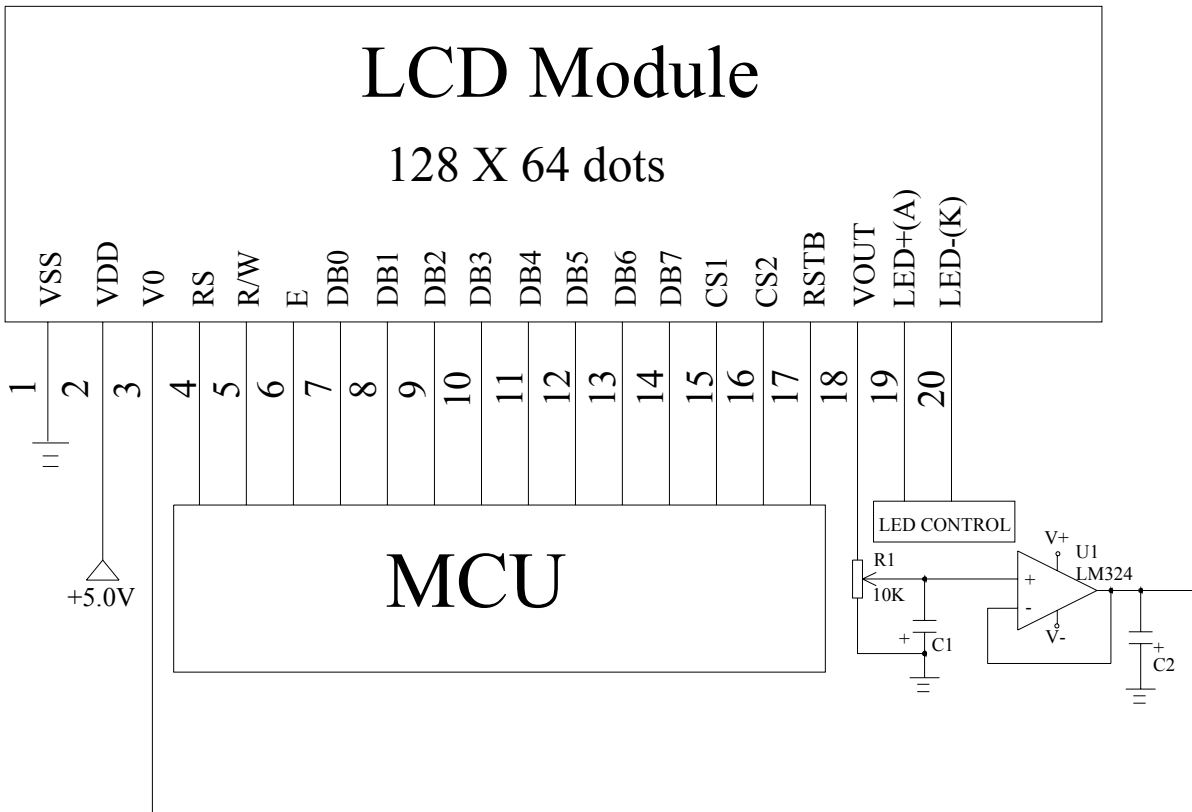 LCD Module
128 X 64 dots
VSS
VDD
V0
RS
R/W
E
DB0
DB1
DB2
DB3
DB4
DB5
DB6
DB7
CS1
CS2
RSTB
VOUT
LED+(A)
LED-(K)
1
2
3
4
5
6
7
8
9
10
11
12
13
14
15
16
17
18
19
20
+5.0V
MCU
LED CONTROL
R1
10K
+
C1
V+
U1
LM324
+
-
V-
+
C2